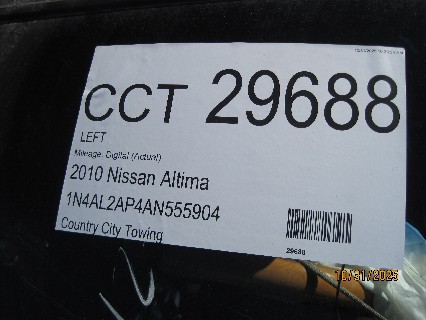 CCT 29688
LEFT
Mileage: Digital (Actual)
2010 Nissan Altima
1N4AL2AP4AN555904
Country City Towing
29688
10/31/2025